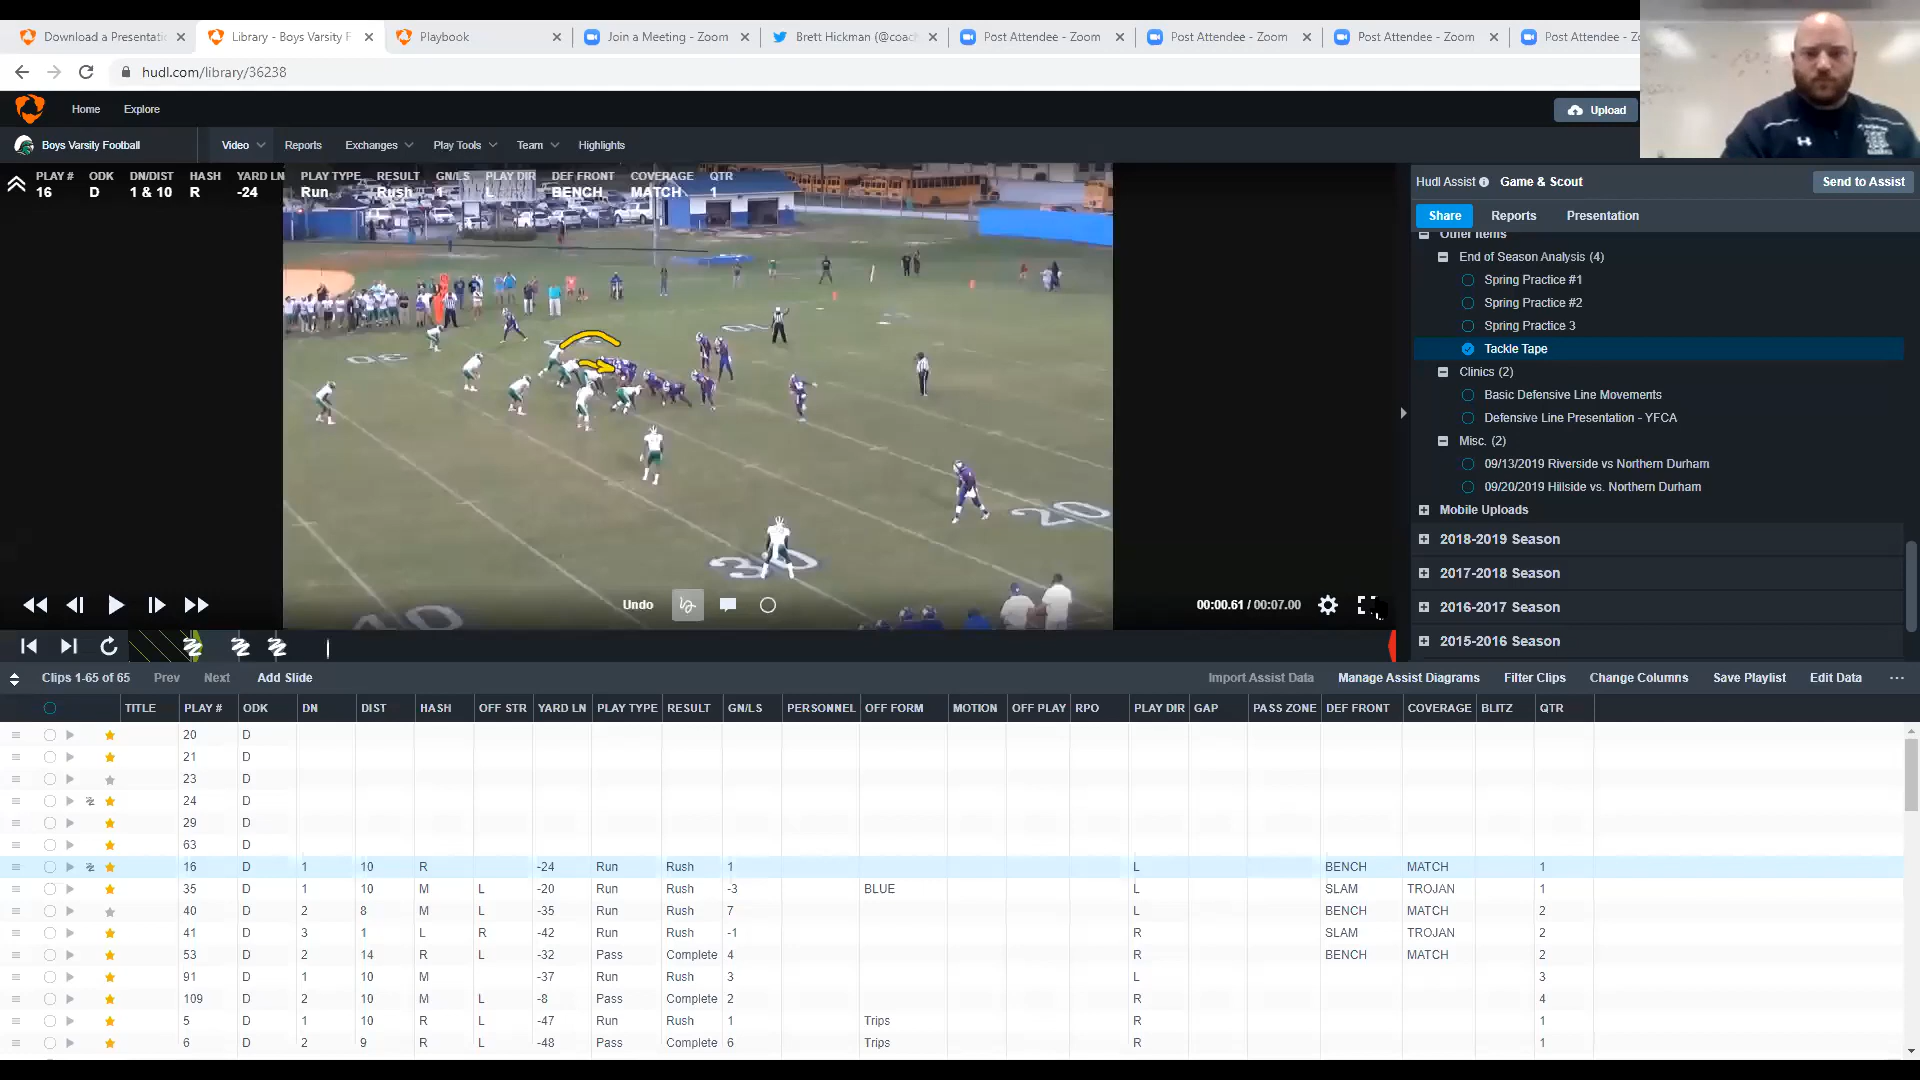 Download a Presentati
Library - Boys Varsity F
Playbook
Join a Meeting - Zoom
Brett Hickman (@coac
Post Attendee - Zoom
Post Attendee - Zoom
Post Attendee - Zoom
Post Attendee - Zo
hudl.com/library/36238
Home Explore
Upload
Boys Varsity Football
Video Reports Exchanges Play Tools Team Highlights
PLAY # ODK DN/DIST HASH YARD LN PLAY TYPE RESULT GN/LS PLAY DIR DEF FRONT COVERAGE QTR
16 D 1 & 10 R -24 Run Rush 1 L BENCH MATCH 1
30 20
20
30
40
Hudl Assist Game & Scout Send to Assist
Share Reports Presentation
Other Items
End of Season Analysis (4)
Spring Practice #1
Spring Practice #2
Spring Practice 3
Tackle Tape
Clinics (2)
Basic Defensive Line Movements
Defensive Line Presentation - YFCA
Misc. (2)
09/13/2019 Riverside vs Northern Durham
09/20/2019 Hillside vs. Northern Durham
Mobile Uploads
2018-2019 Season
2017-2018 Season
2016-2017 Season
2015-2016 Season
Undo
00:00.61 / 00:07.00
Clips 1-65 of 65 Prev Next Add Slide Import Assist Data Manage Assist Diagrams Filter Clips Change Columns Save Playlist Edit Data
TITLE PLAY # ODK DN DIST HASH OFF STR YARD LN PLAY TYPE RESULT GN/LS PERSONNEL OFF FORM MOTION OFF PLAY RPO PLAY DIR GAP PASS ZONE DEF FRONT COVERAGE BLITZ QTR
20 D
21 D
23 D
24 D
29 D
63 D
16 D 1 10 R -24 Run Rush 1 L BENCH MATCH 1
35 D 1 10 M L -20 Run Rush -3 BLUE L SLAM TROJAN 1
40 D 2 8 M L -35 Run Rush 7 L BENCH MATCH 2
41 D 3 1 L R -42 Run Rush -1 R SLAM TROJAN 2
53 D 2 14 R L -32 Pass Complete 4 R BENCH MATCH 2
91 D 1 10 M -37 Run Rush 3 L 3
109 D 2 10 M L -8 Pass Complete 2 R 4
5 D 1 10 R L -47 Run Rush 1 Trips R 1
6 D 2 9 R L -48 Pass Complete 6 Trips R 1